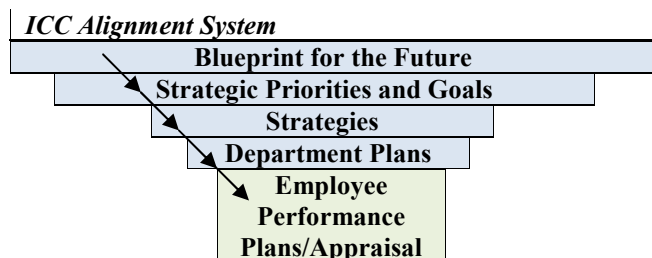 ICC Alignment System
Blueprint for the Future
Strategic Priorities and Goals
Strategies
Department Plans
Employee
Performance
Plans/Appraisal